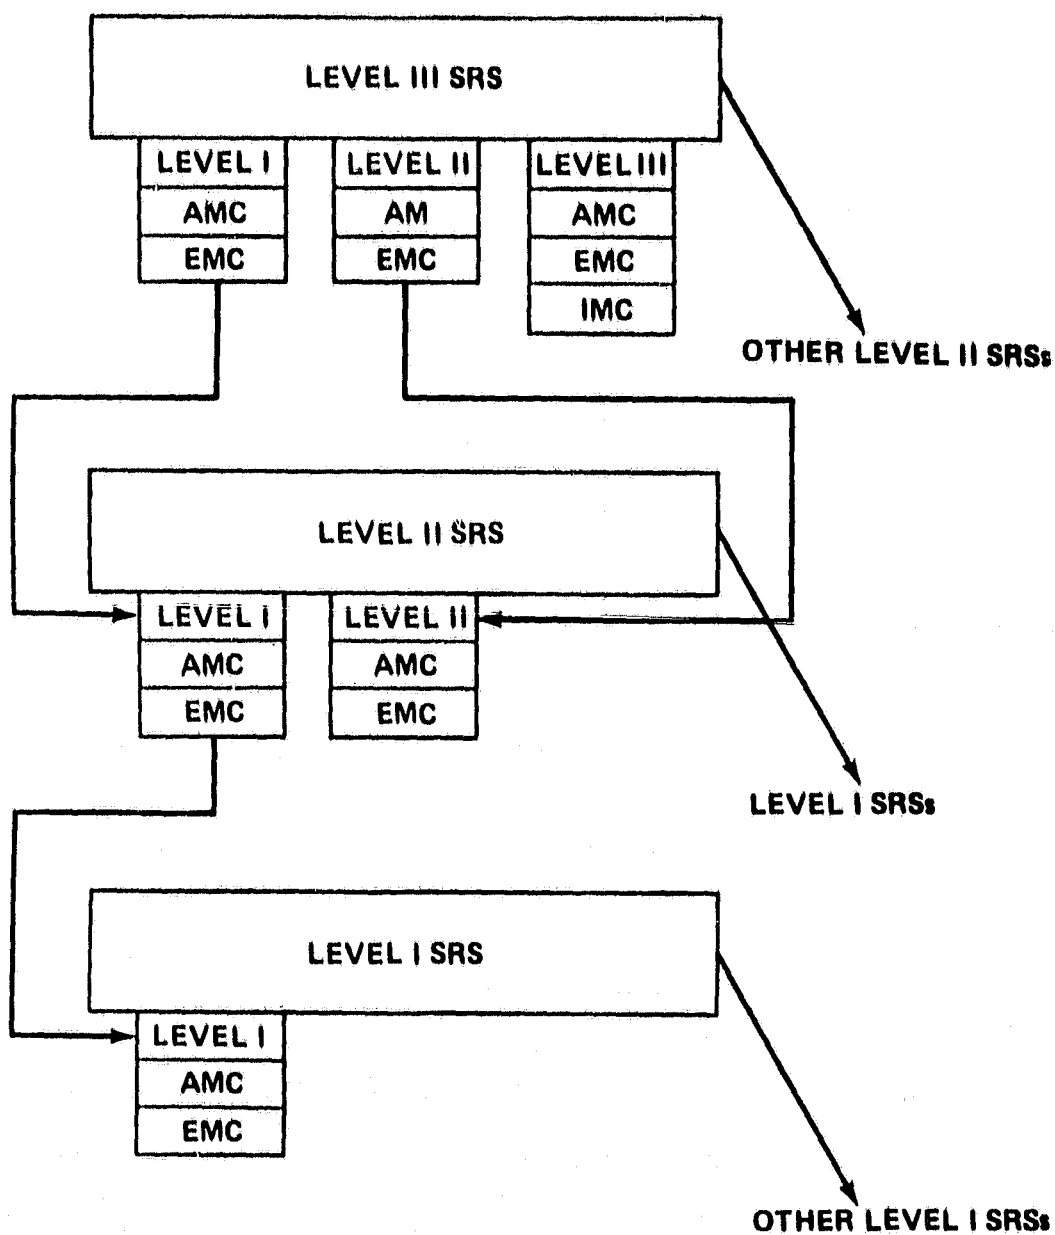 LEVEL III SRS
LEVEL I
LEVEL II
LEVEL III
AMC
AM
AMC
EMC
EMC
EMC
IMC
OTHER LEVEL II SRSs
LEVEL II SRS
LEVEL I
LEVEL II
AMC
AMC
EMC
EMC
LEVEL I SRSs
LEVEL I SRS
LEVEL I
AMC
EMC
OTHER LEVEL I SRSs